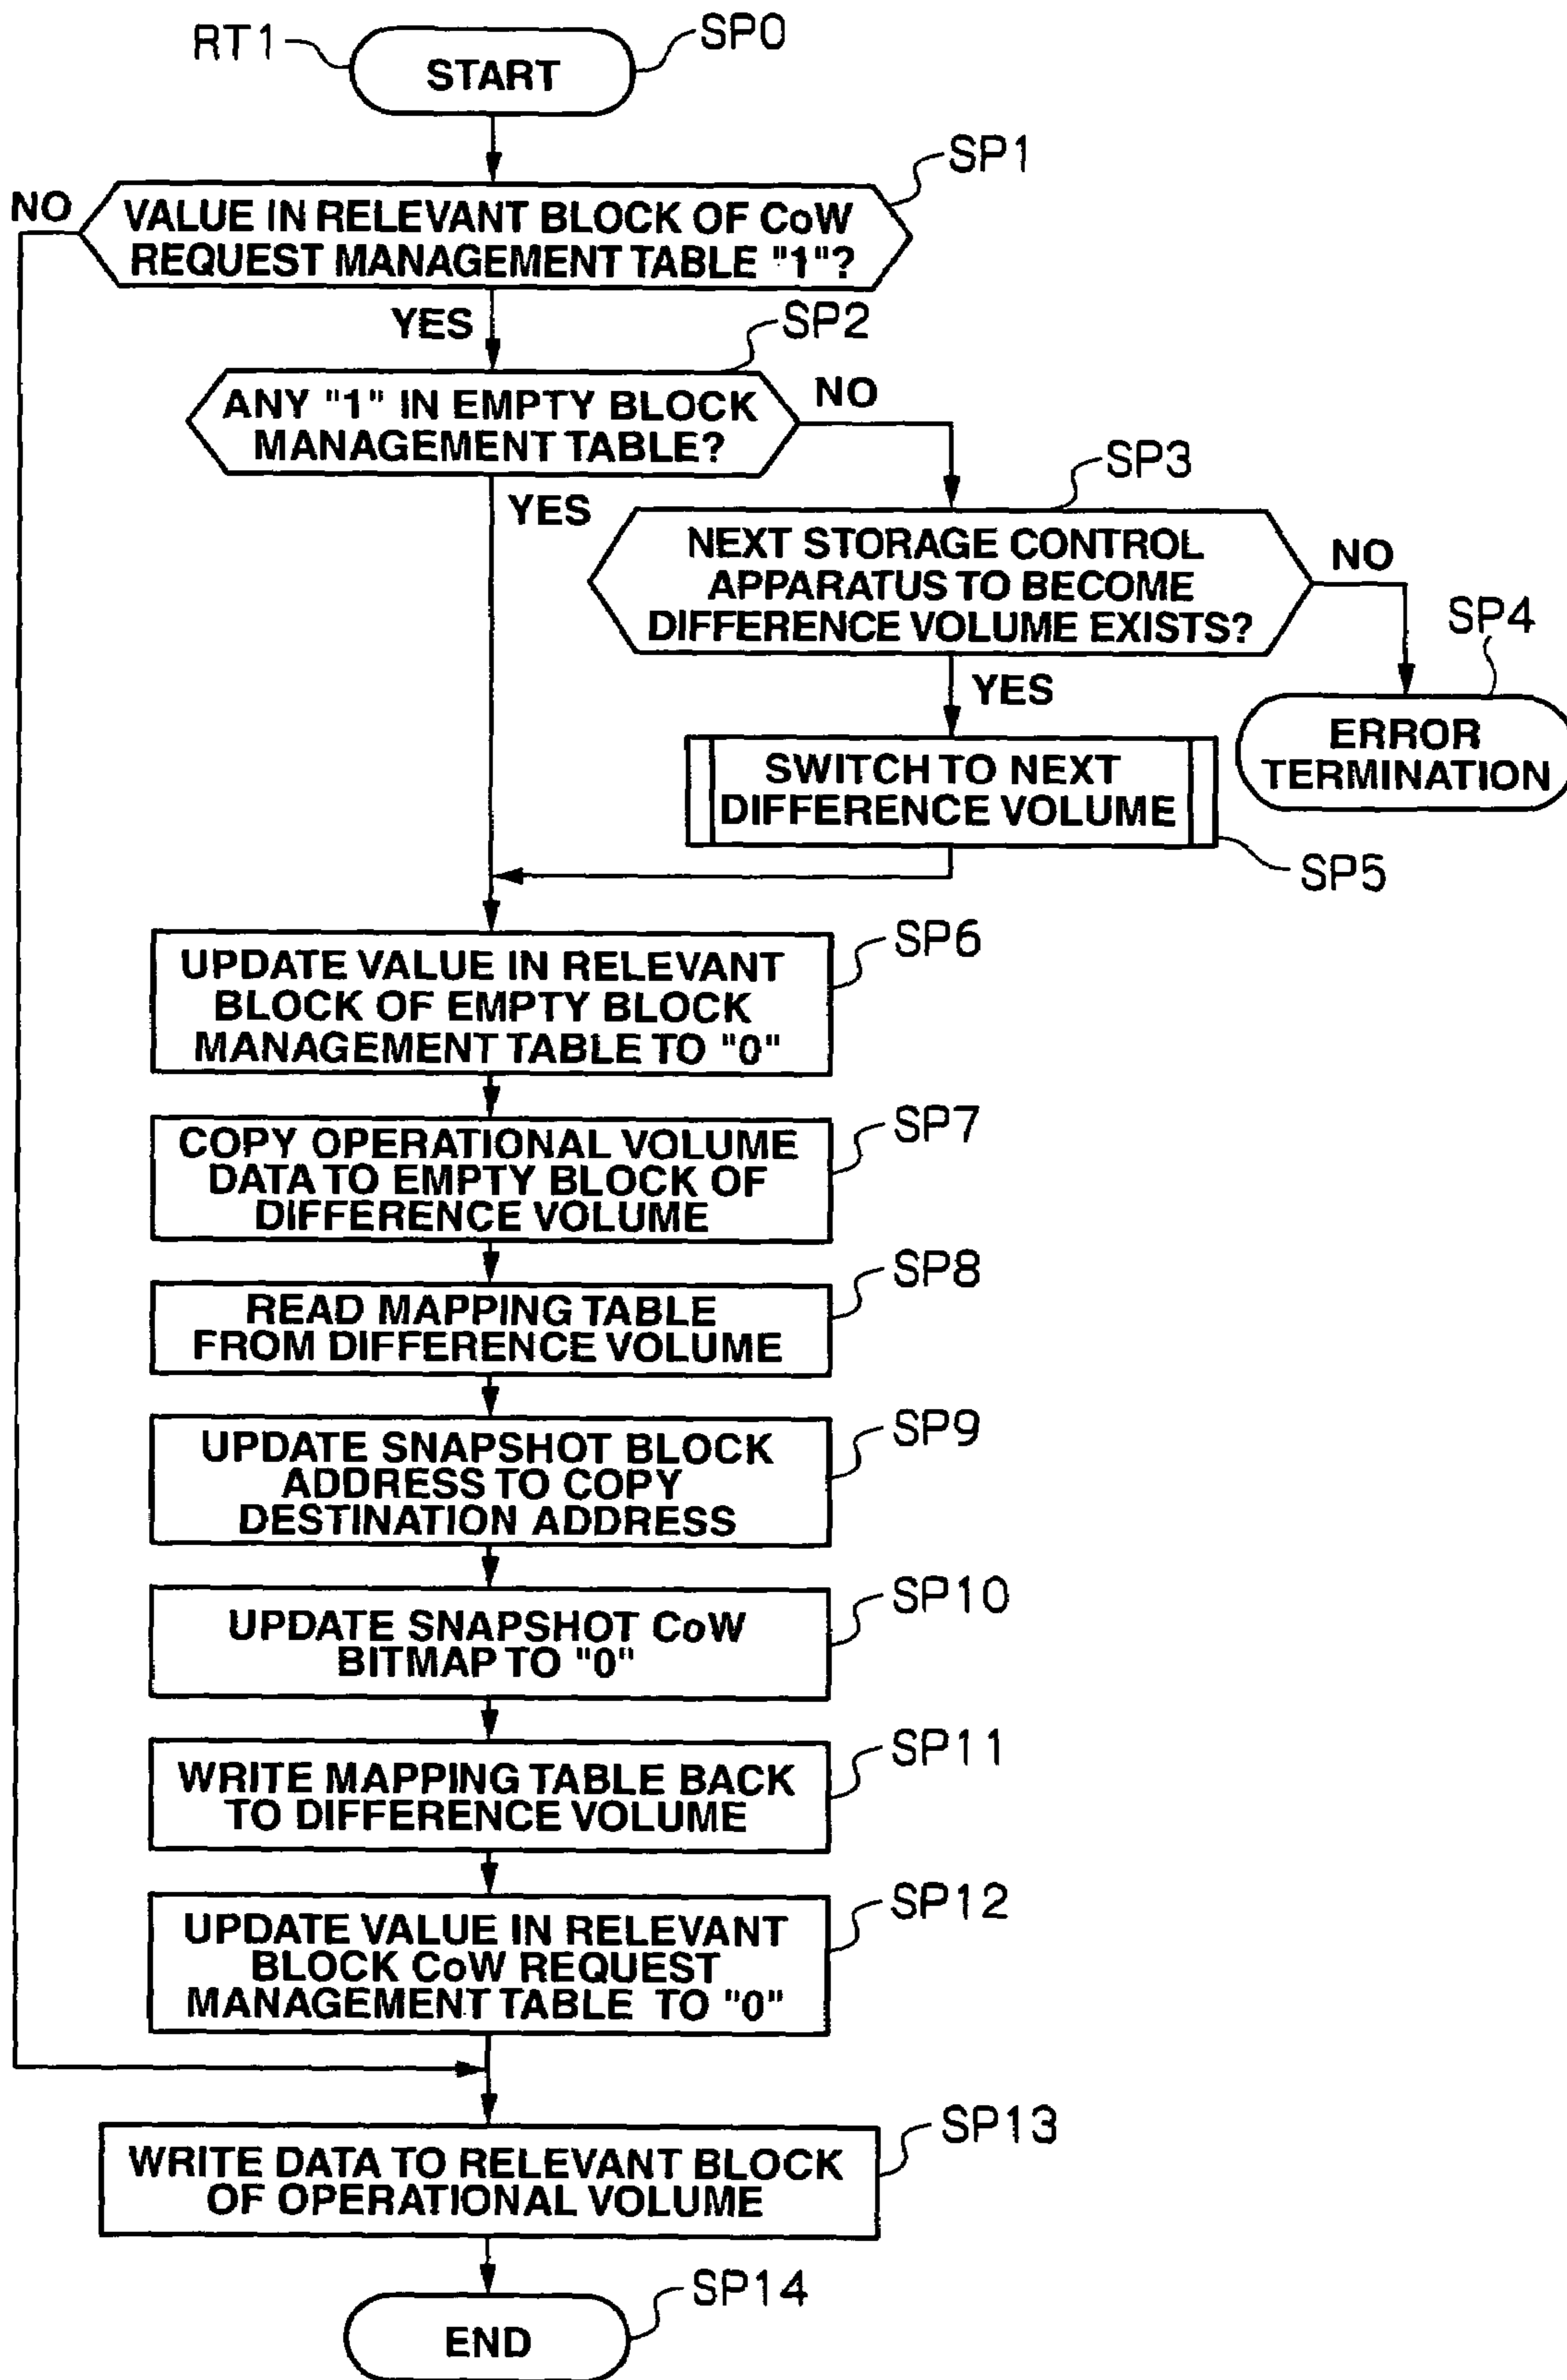 RT1
SP0
START
SP1
NO
VALUE IN RELEVANT BLOCK OF CoW
REQUEST MANAGEMENT TABLE "1"?
YES
SP2
ANY "1" IN EMPTY BLOCK
MANAGEMENT TABLE?
NO
YES
SP3
NEXT STORAGE CONTROL
APPARATUS TO BECOME
DIFFERENCE VOLUME EXISTS?
NO
SP4
YES
ERROR
TERMINATION
SWITCH TO NEXT
DIFFERENCE VOLUME
SP5
SP6
UPDATE VALUE IN RELEVANT
BLOCK OF EMPTY BLOCK
MANAGEMENT TABLE TO "0"
SP7
COPY OPERATIONAL VOLUME
DATA TO EMPTY BLOCK OF
DIFFERENCE VOLUME
SP8
READ MAPPING TABLE
FROM DIFFERENCE VOLUME
SP9
UPDATE SNAPSHOT BLOCK
ADDRESS TO COPY
DESTINATION ADDRESS
SP10
UPDATE SNAPSHOT CoW
BITMAP TO "0"
SP11
WRITE MAPPING TABLE BACK
TO DIFFERENCE VOLUME
SP12
UPDATE VALUE IN RELEVANT
BLOCK CoW REQUEST
MANAGEMENT TABLE TO "0"
SP13
WRITE DATA TO RELEVANT BLOCK
OF OPERATIONAL VOLUME
SP14
END